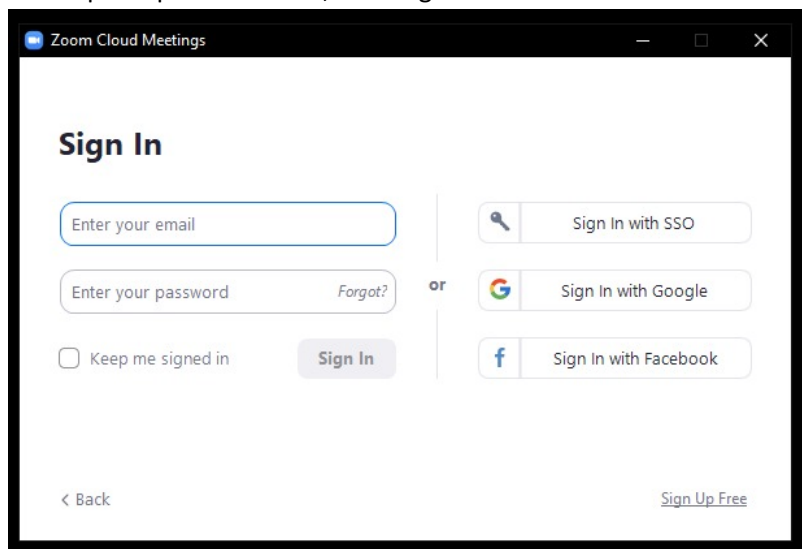 Zoom Cloud Meetings
Sign In
Enter your email
Enter your password Forgot?
Keep me signed in Sign In
or
Sign In with SSO
Sign In with Google
Sign In with Facebook
< Back
Sign Up Free